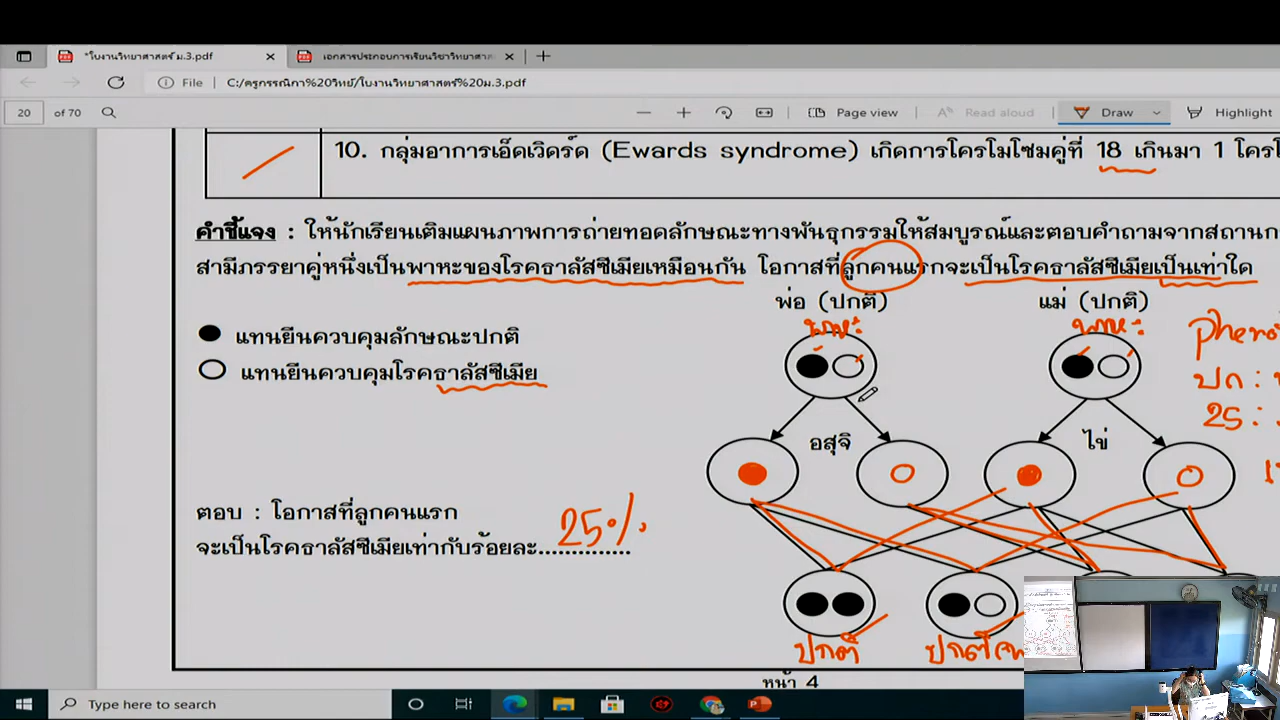 *ใบงานวิทยาศาสตร์ ม.3.pdf
เอกสารประกอบการเรียนวิชาวิทยาศา
File
C:/ครูกรรณิกา%20วิทย์/ใบงานวิทยาศาสตร์%20ม.3.pdf
20 of 70
Page view
Read aloud
Draw
Highlight
10. กลุ่มอาการเอ็ดเวิดร์ด (Ewards syndrome) เกิดการโครโมโซมคู่ที่ 18 เกินมา 1 โครโ
คำชี้แจง : ให้นักเรียนเติมแผนภาพการถ่ายทอดลักษณะทางพันธุกรรมให้สมบูรณ์และตอบคำถามจากสถานก
สามีภรรยาคู่หนึ่งเป็นพาหะของโรคธาลัสซีเมียเหมือนกัน โอกาสที่ลูกคนแรกจะเป็นโรคธาลัสซีเมียเป็นเท่าใด
พ่อ (ปกติ) แม่ (ปกติ)
พาหะ พาหะ
Pheno
แทนยีนควบคุมลักษณะปกติ
แทนยีนควบคุมโรคธาลัสซีเมีย
ปก :
25 :
อสุจิ ไข่
ตอบ : โอกาสที่ลูกคนแรก
จะเป็นโรคธาลัสซีเมียเท่ากับร้อยละ..............
25%
ปกติ ปกติ(พ
หน้า 4
Type here to search